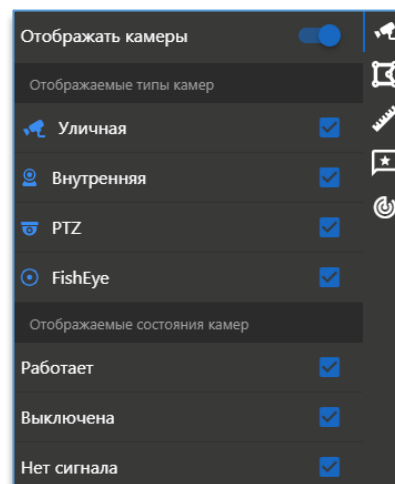 Отображать камеры
Отображаемые типы камер
Уличная
Внутренняя
PTZ
FishEye
Отображаемые состояния камер
Работает
Выключена
Нет сигнала